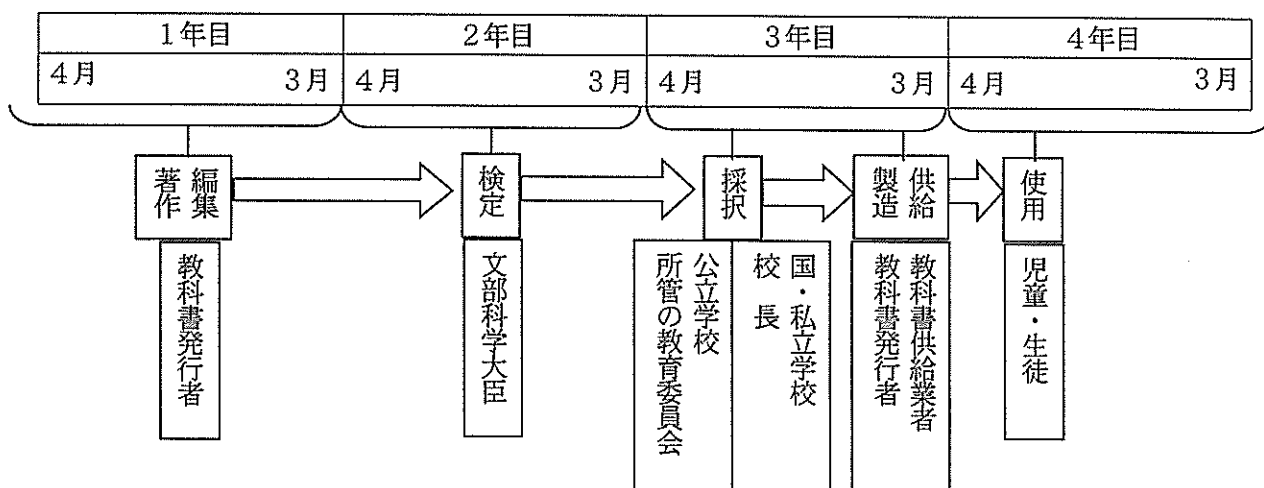 1年目
2年目
3年目
4年目
4月
3月
4月
3月
4月
3月
4月
3月
編集
著作
検定
採択
供給
製造
使用
教科書発行者
文部科学大臣
公立学校
所管の教育委員会
国・私立学校
校 長
教科書供給業者
教科書発行者
児童・生徒